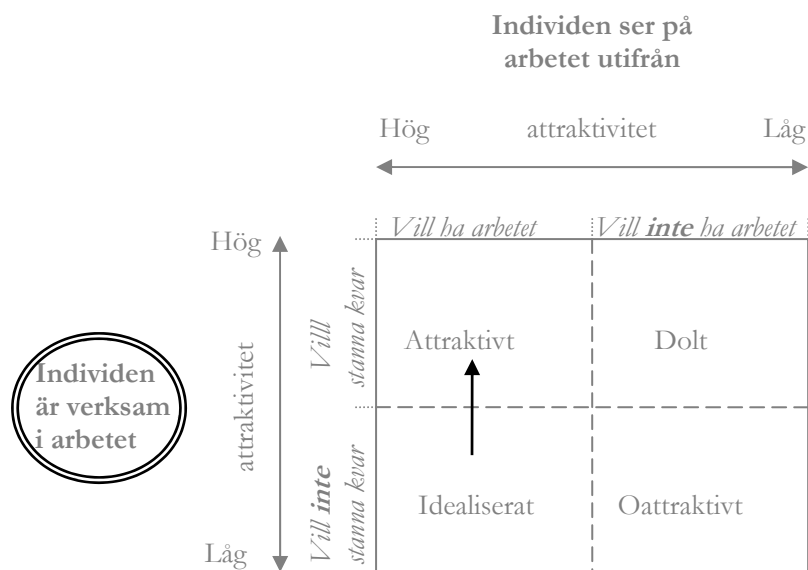 Individen ser på
arbetet utifrån
Hög attraktivitet Låg
Vill ha arbetet Vill inte ha arbetet
Hög
attraktivitet
Låg
Villl
stanna kvar
Attraktivt Dolt
Individen
är verksam
i arbetet
Vill inte
stanna kvar
Idealiserat Oattraktivt